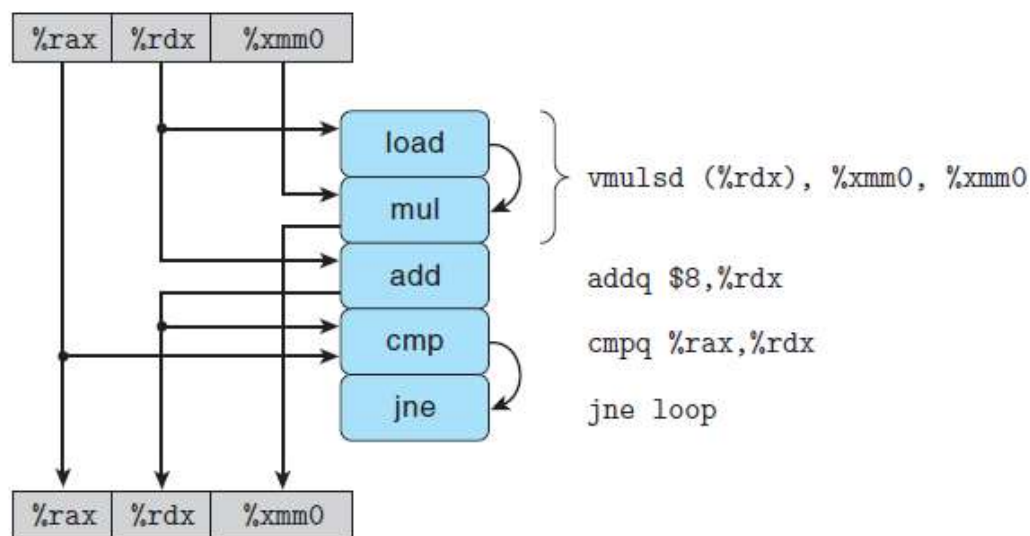 %rax %rdx %xmm0
load
vmulsd (%rdx), %xmm0, %xmm0
mul
add
addq $8,%rdx
cmp
cmpq %rax,%rdx
jne
jne loop
%rax %rdx %xmm0